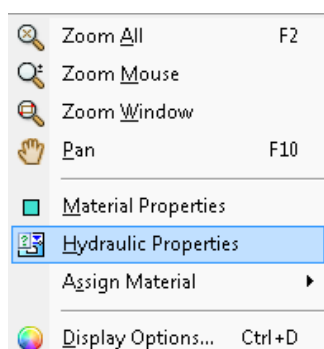 Zoom All F2
Zoom Mouse
Zoom Window
Pan F10
Material Properties
Hydraulic Properties
Assign Material
Display Options... Ctrl+D